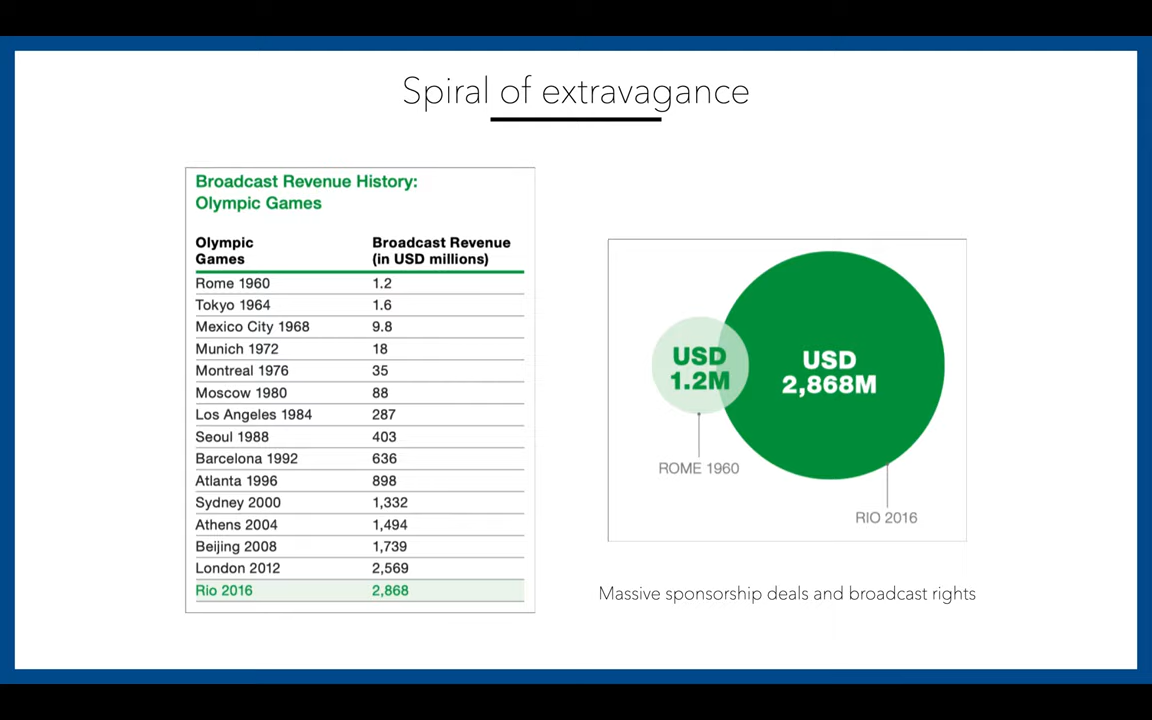 Spiral of extravagance
Broadcast Revenue History:
Olympic Games
Olympic Games Broadcast Revenue (in USD millions)
Rome 1960 1.2
Tokyo 1964 1.6
Mexico City 1968 9.8
Munich 1972 18
Montreal 1976 35
Moscow 1980 88
Los Angeles 1984 287
Seoul 1988 403
Barcelona 1992 636
Atlanta 1996 898
Sydney 2000 1,332
Athens 2004 1,494
Beijing 2008 1,739
London 2012 2,569
Rio 2016 2,868
USD
1.2M
ROME 1960
USD
2,868M
RIO 2016
Massive sponsorship deals and broadcast rights